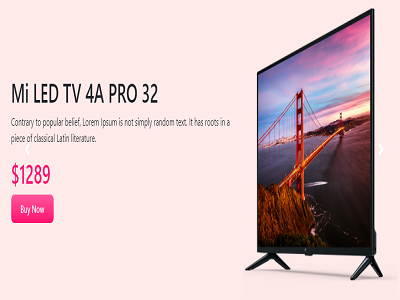 Mi LED TV 4A PRO 32
Contrary to popular belief, Lorem Ipsum is not simply random text. It has roots in a
piece of classical Latin literature.
$1289
Buy Now